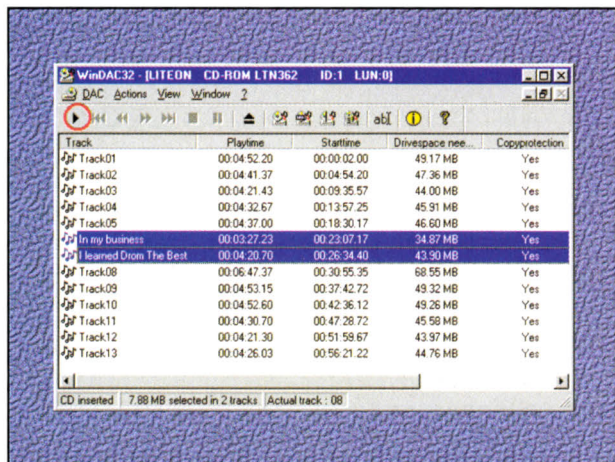 WinDAC32 - [LITEON CD-ROM LTN362 ID:1 LUN:0]
DAC Actions View Window ?
abI
Track Playtime Starttime Drivespace nee... Copyprotection
Track01 00:04:52.20 00:00:02.00 49.17 MB Yes
Track02 00:04:41.37 00:04:54.20 47.36 MB Yes
Track03 00:04:21.43 00:09:35.57 44.00 MB Yes
Track04 00:04:32.67 00:13:57.25 45.91 MB Yes
Track05 00:04:37.00 00:18:30.17 46.60 MB Yes
In my business 00:03:27.23 00:23:07.17 34.87 MB Yes
I learned Drom The Best 00:04:20.70 00:26:34.40 43.90 MB Yes
Track08 00:06:47.37 00:30:55.35 68.55 MB Yes
Track09 00:04:53.15 00:37:42.72 49.32 MB Yes
Track10 00:04:52.60 00:42:36.12 49.26 MB Yes
Track11 00:04:30.70 00:47:28.72 45.58 MB Yes
Track12 00:04:21.30 00:51:59.67 43.97 MB Yes
Track13 00:04:26.03 00:56:21.22 44.76 MB Yes
CD inserted 7.88 MB selected in 2 tracks Actual track : 08